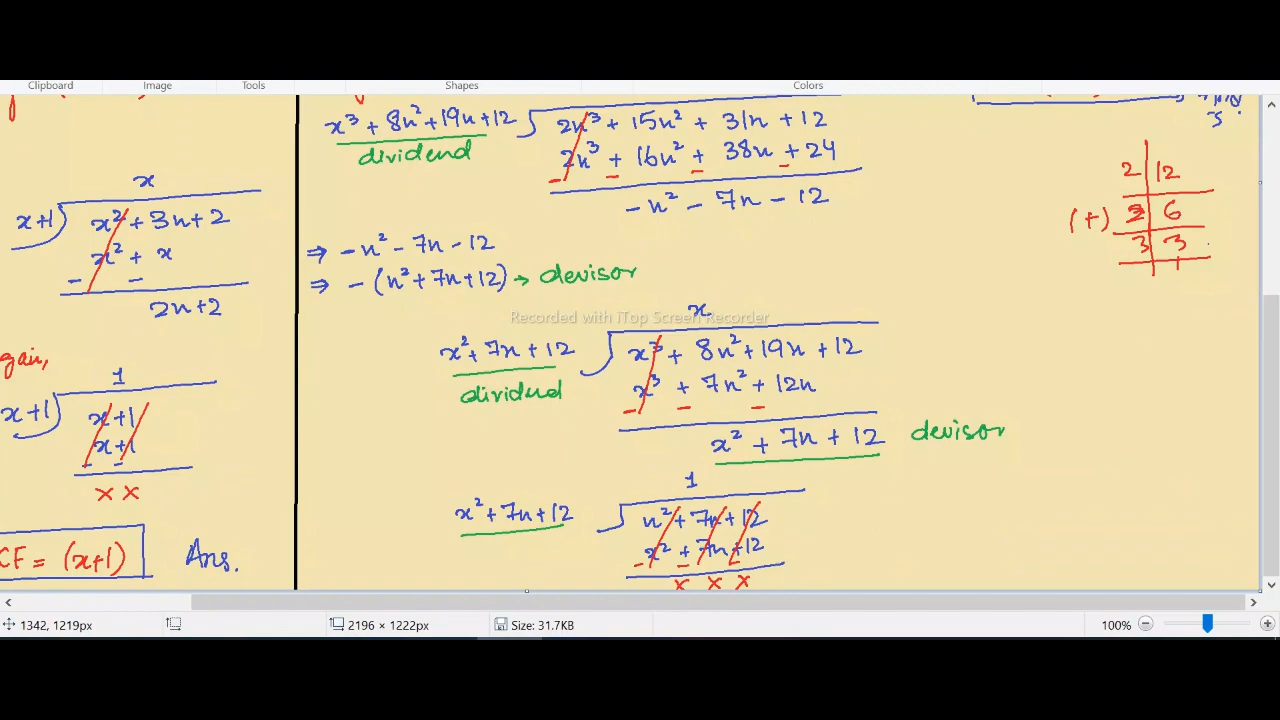 Clipboard Image Tools Shapes Colors
x³ + 8x² + 19x + 12 2x³ + 15x² + 31x + 12
dividend 2x³ + 16x² + 38x + 24
- - - -
-x² - 7x - 12
x
x+1 x² + 3x + 2
x² + x
- -
2x+2
⇒ -x² - 7x - 12
⇒ -(x² + 7x + 12) → devisor
2 12
(+) 2 6
3 3
1
Recorded with iTop Screen Recorder
x
x² + 7x + 12 x³ + 8x² + 19x + 12
dividend x³ + 7x² + 12x
- - -
x² + 7x + 12 devisor
gain,
1
x+1 x+1
x+1
- -
x x
1
x² + 7x + 12 x² + 7x + 12
x² + 7x + 12
- - -
x x x
CF = (x+1) Ans.
1342, 1219px 2196 × 1222px Size: 31.7KB 100%